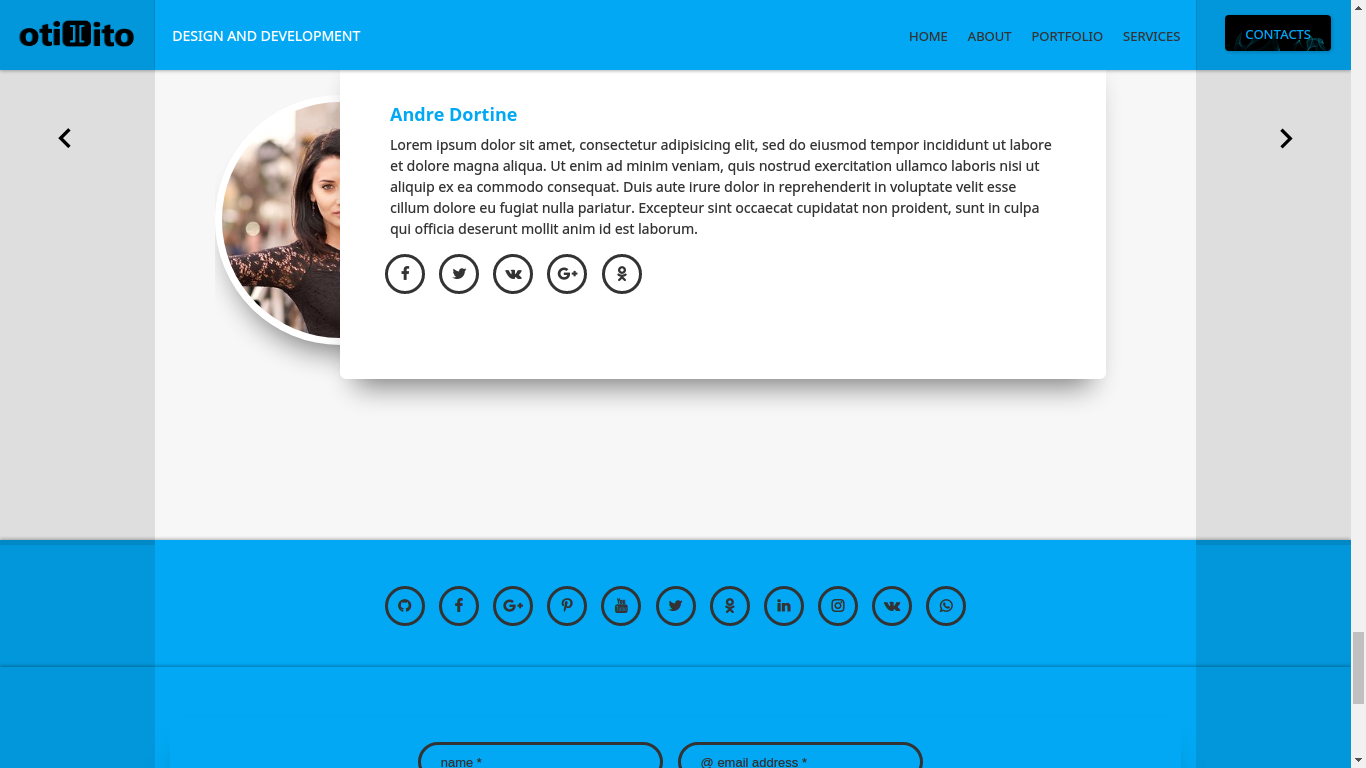 oti][ito
DESIGN AND DEVELOPMENT
HOME
ABOUT
PORTFOLIO
SERVICES
CONTACTS
Andre Dortine
Lorem ipsum dolor sit amet, consectetur adipisicing elit, sed do eiusmod tempor incididunt ut labore
et dolore magna aliqua. Ut enim ad minim veniam, quis nostrud exercitation ullamco laboris nisi ut
aliquip ex ea commodo consequat. Duis aute irure dolor in reprehenderit in voluptate velit esse
cillum dolore eu fugiat nulla pariatur. Excepteur sint occaecat cupidatat non proident, sunt in culpa
qui officia deserunt mollit anim id est laborum.
name *
@ email address *